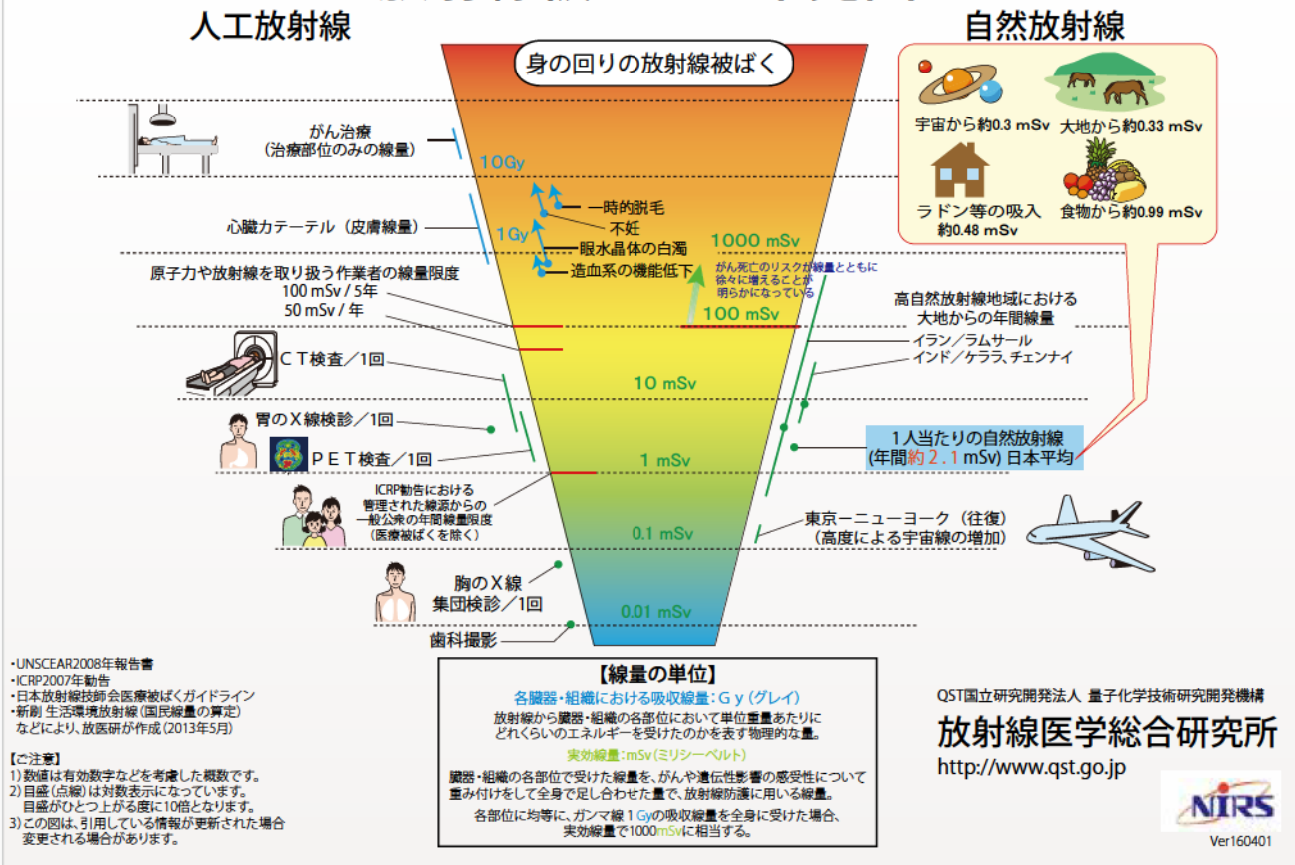 人工放射線
自然放射線
身の回りの放射線被ばく
宇宙から約0.3 mSv
大地から約0.33 mSv
ラドン等の吸入
約0.48 mSv
食物から約0.99 mSv
がん治療
(治療部位のみの線量)
10Gy
心臓カテーテル（皮膚線量）
1Gy
一時的脱毛
不妊
眼水晶体の白濁
造血系の機能低下
1000 mSv
がん死亡のリスクが線量とともに
徐々に増えることが
明らかになっている
100 mSv
原子力や放射線を取り扱う作業者の線量限度
100 mSv / 5年
50 mSv / 年
高自然放射線地域における
大地からの年間線量
イラン／ラムサール
インド／ケララ、チェンナイ
ＣＴ検査／1回
10 mSv
胃のＸ線検診／1回
ＰＥＴ検査／1回
1 mSv
1人当たりの自然放射線
(年間約2.1mSv) 日本平均
ICRP勧告における
管理された線源からの
一般公衆の年間線量限度
（医療被ばくを除く）
0.1 mSv
東京ーニューヨーク（往復）
（高度による宇宙線の増加）
胸のＸ線
集団検診／1回
0.01 mSv
歯科撮影
・UNSCEAR2008年報告書
・ICRP2007年勧告
・日本放射線技師会医療被ばくガイドライン
・新刷 生活環境放射線（国民線量の算定）
などにより、放医研が作成（2013年5月）
【ご注意】
1）数値は有効数字などを考慮した概数です。
2）目盛（点線）は対数表示になっています。
目盛がひとつ上がる度に10倍となります。
3）この図は、引用している情報が更新された場合
変更される場合があります。
【線量の単位】
各臓器・組織における吸収線量：Ｇｙ（グレイ）
放射線から臓器・組織の各部位において単位重量あたりに
どれくらいのエネルギーを受けたのかを表す物理的な量。
実効線量：mSv（ミリシーベルト）
臓器・組織の各部位で受けた線量を、がんや遺伝性影響の感受性について
重み付けをして全身で足し合わせた量で、放射線防護に用いる線量。
各部位に均等に、ガンマ線 1 Gyの吸収線量を全身に受けた場合、
実効線量で1000mSvに相当する。
QST国立研究開発法人 量子化学技術研究開発機構
放射線医学総合研究所
http://www.qst.go.jp
NIRS
Ver160401